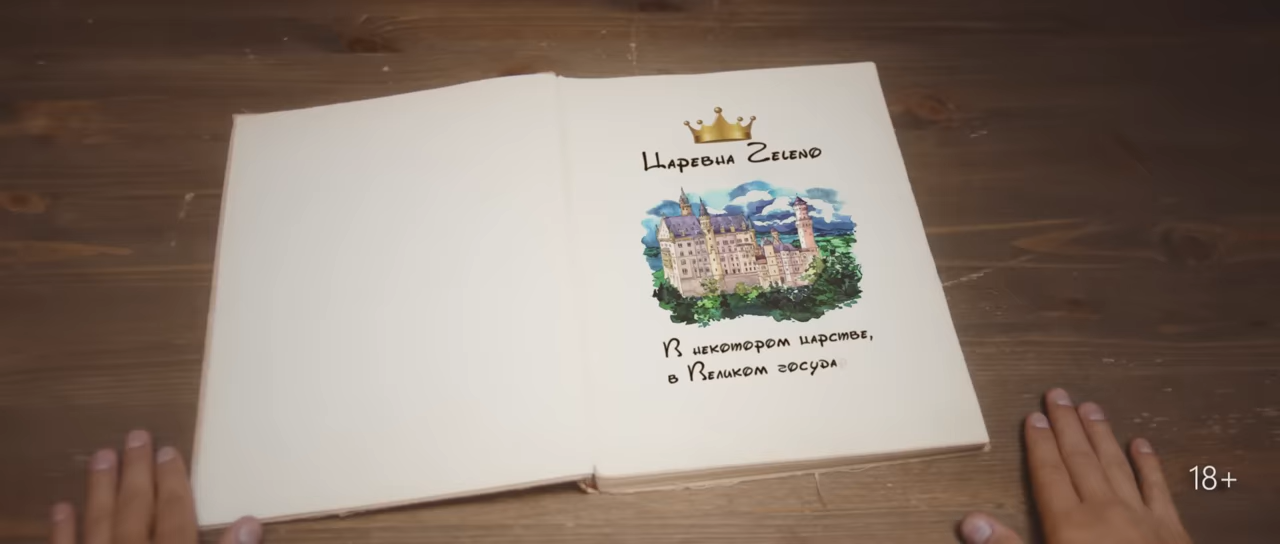 Царевна Zeleno
В некотором царстве,
в Великом госуда
18+